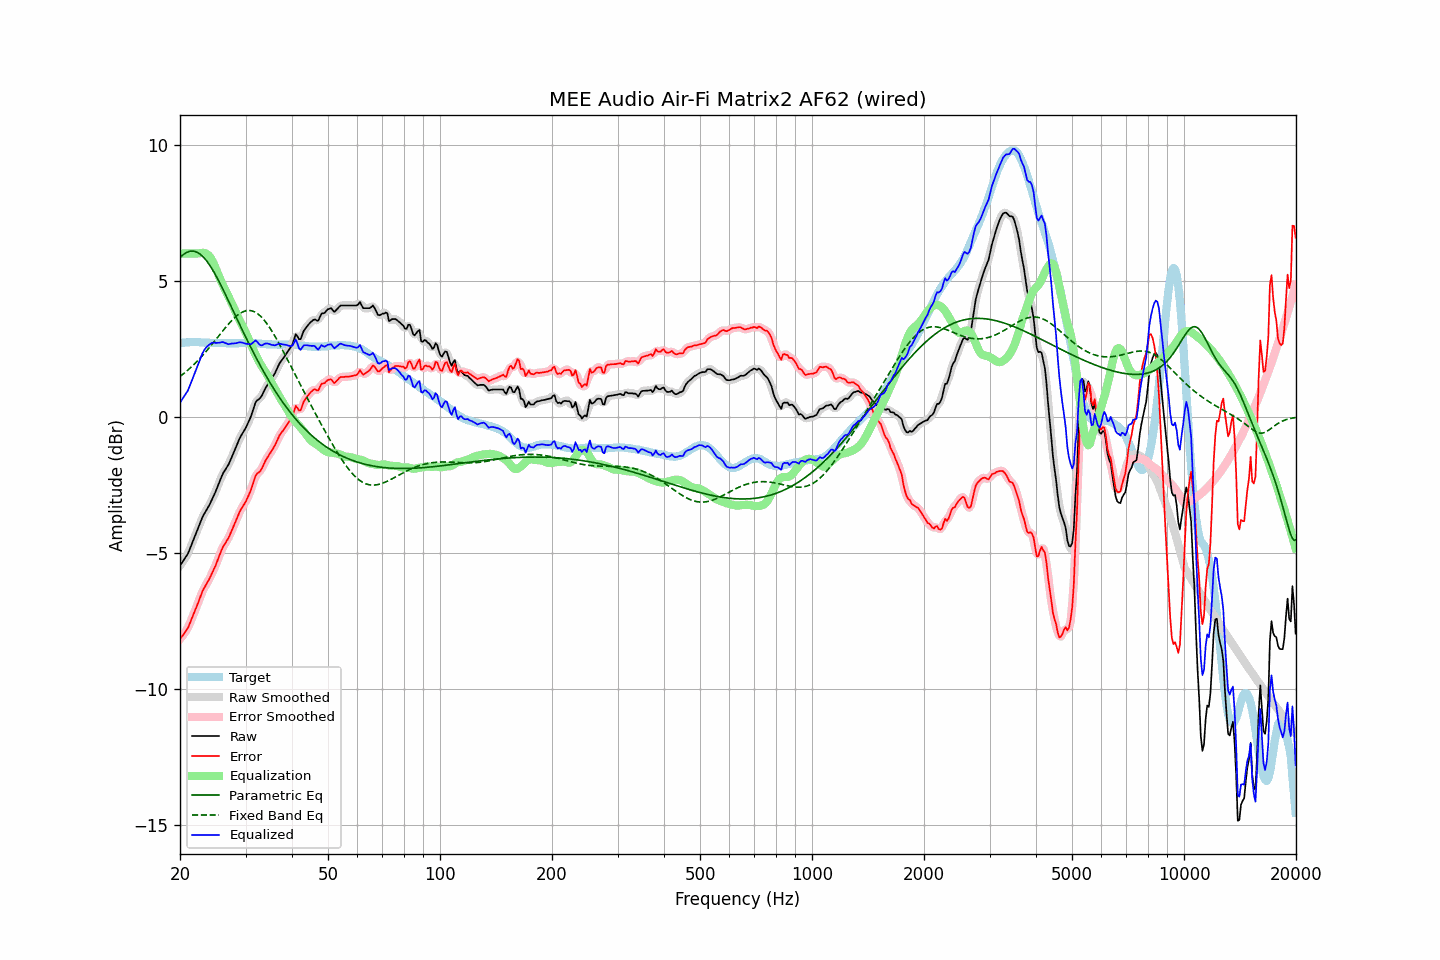 MEE Audio Air-Fi Matrix2 AF62 (wired)
10
5
0
−5
−10
−15
Amplitude (dBr)
Target
Raw Smoothed
Error Smoothed
Raw
Error
Equalization
Parametric Eq
Fixed Band Eq
Equalized
20 50 100 200 500 1000 2000 5000 10000 20000
Frequency (Hz)